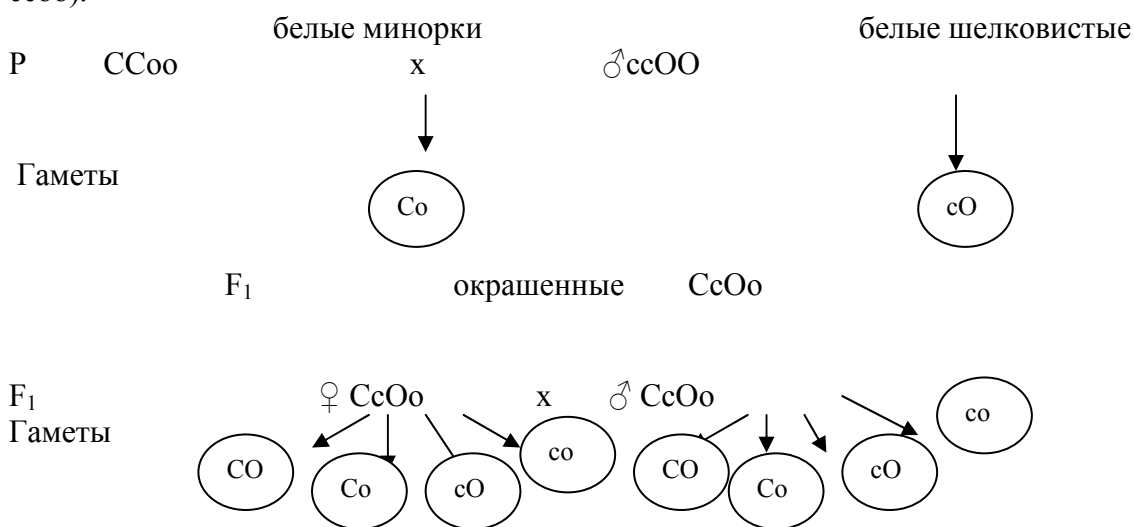 белые минорки белые шелковистые
P CCoo x ♂ccOO
Гаметы
Co cO
F₁ окрашенные CcOo
F₁ ♀ CcOo x ♂ CcOo
Гаметы
CO Co cO co CO Co cO co